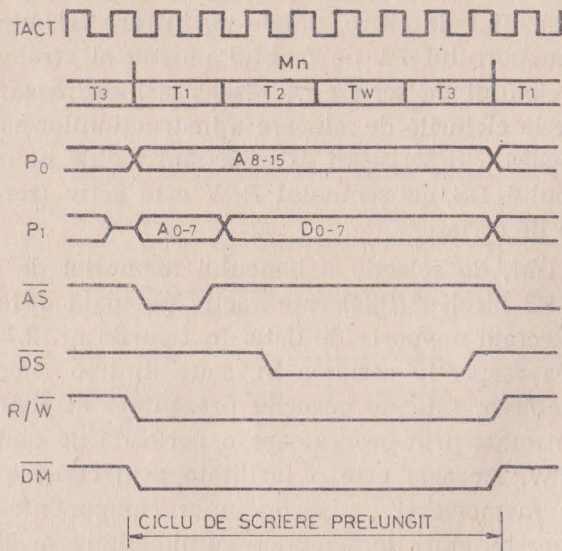 TACT
Mn
T3 T1 T2 TW T3 T1
P0 A8-15
P1 A0-7 D0-7
AS
DS
R/W
DM
CICLU DE SCRIERE PRELUNGIT